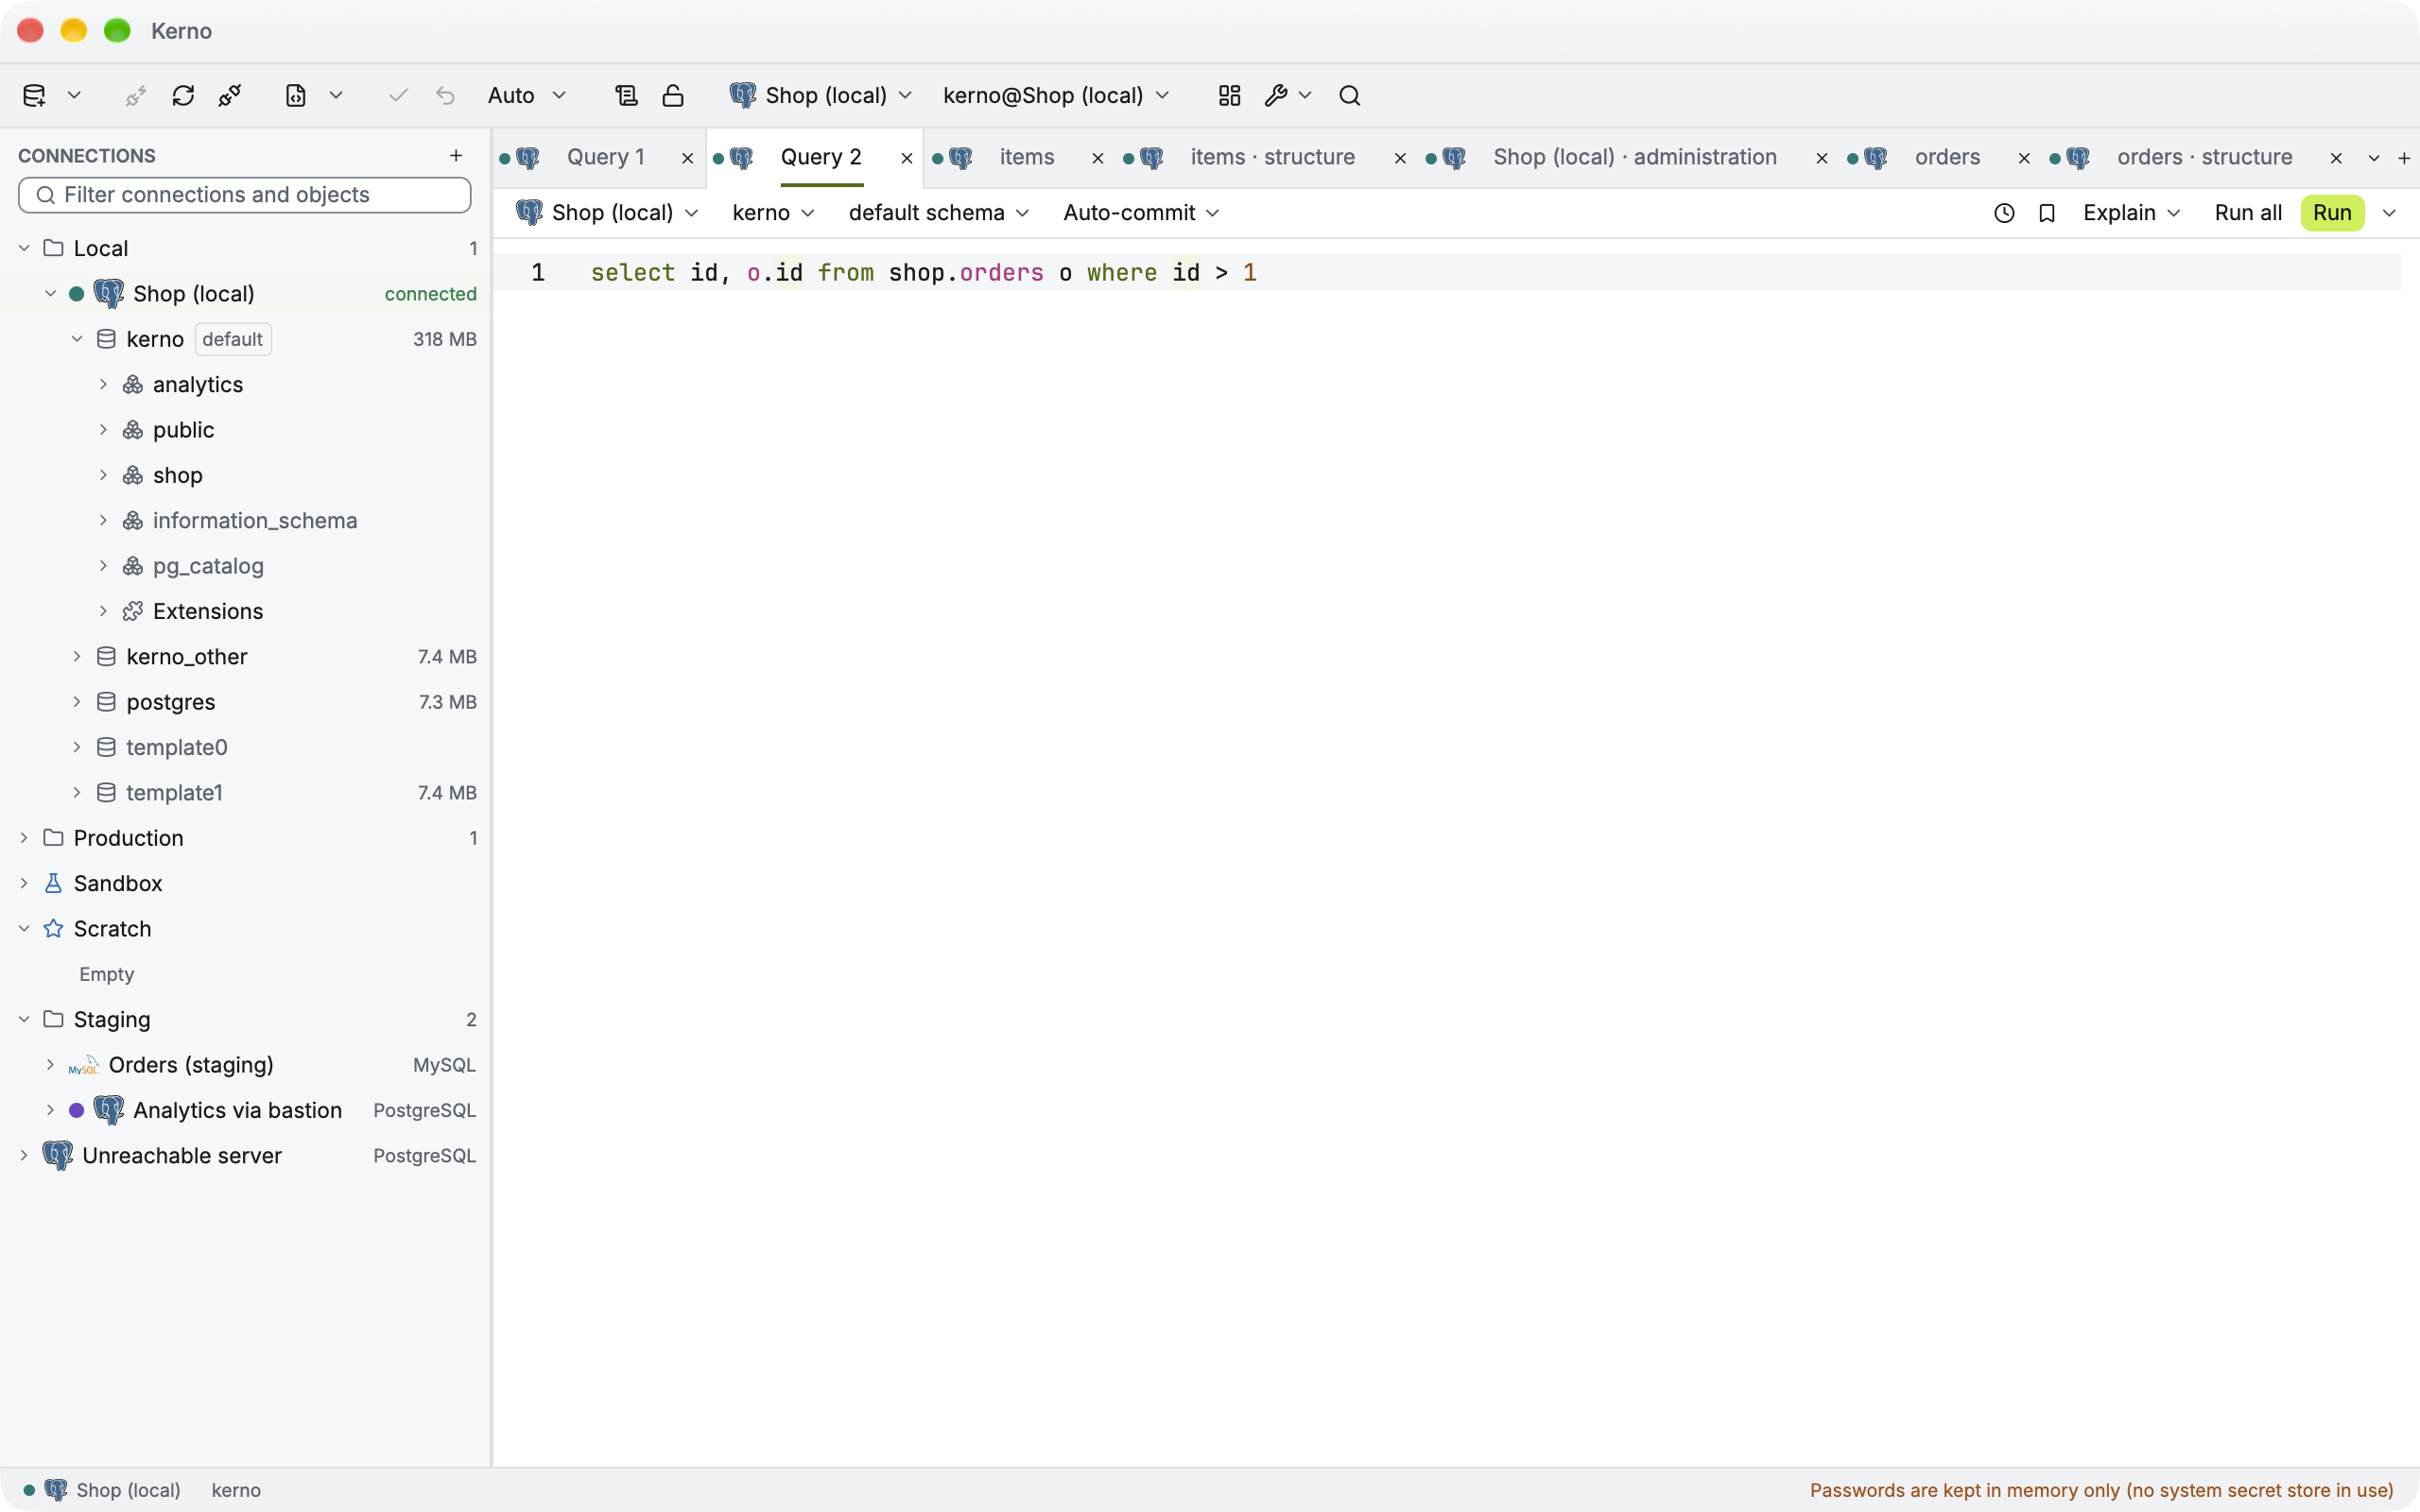 Kerno
Auto
Shop (local)
kerno@Shop (local)
CONNECTIONS
Filter connections and objects
Local 1
Shop (local) connected
kerno default 318 MB
analytics
public
shop
information_schema
pg_catalog
Extensions
kerno_other 7.4 MB
postgres 7.3 MB
template0
template1 7.4 MB
Production 1
Sandbox
Scratch
Empty
Staging 2
MySQL Orders (staging) MySQL
Analytics via bastion PostgreSQL
Unreachable server PostgreSQL
Query 1
Query 2
items
items · structure
Shop (local) · administration
orders
orders · structure
Shop (local) kerno default schema Auto-commit Explain Run all Run
1 select id, o.id from shop.orders o where id > 1
Shop (local) kerno Passwords are kept in memory only (no system secret store in use)